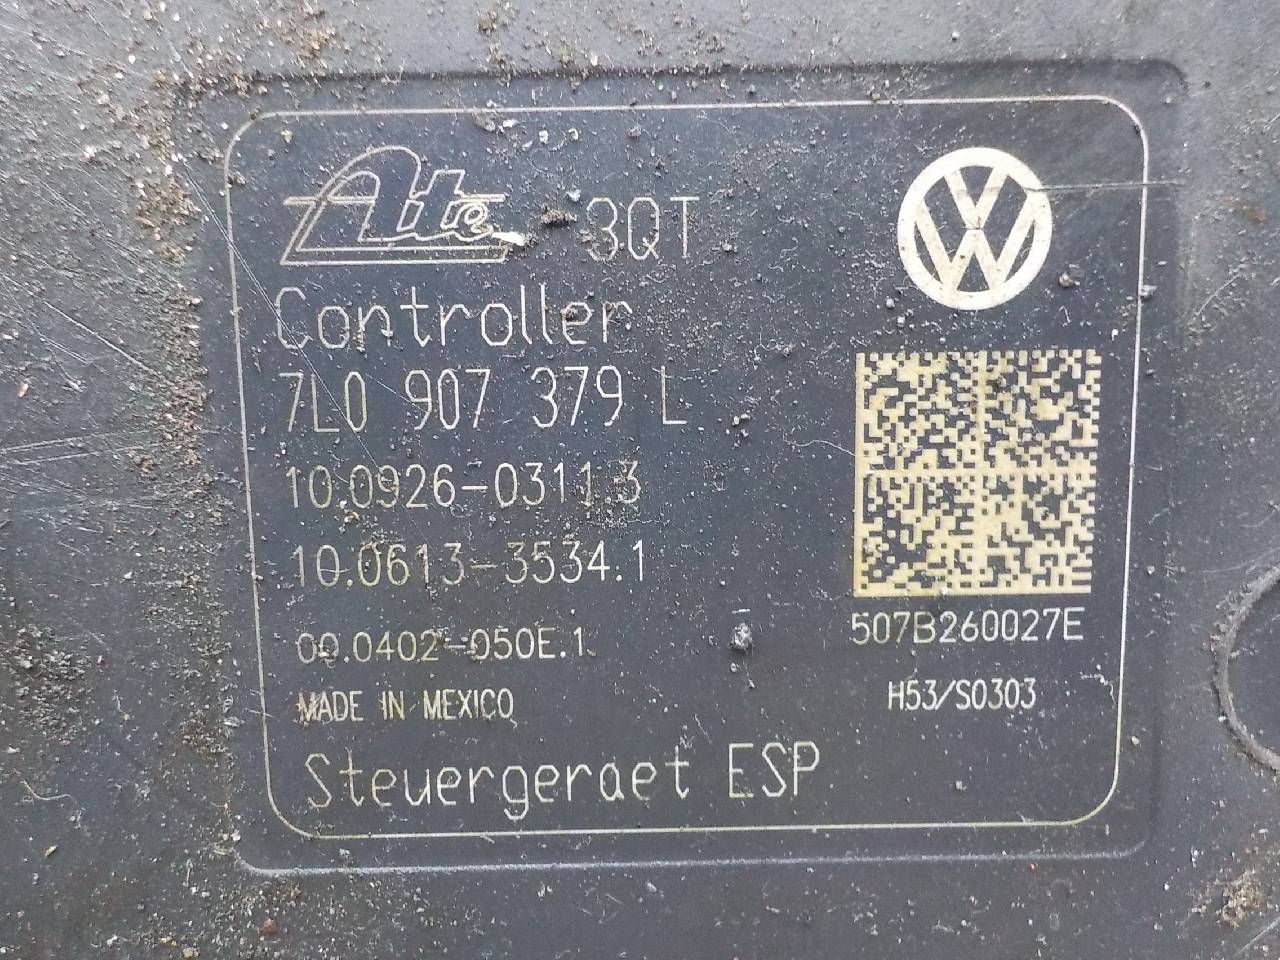 Ate 3QT
Controller
7L0 907 379 L
10.0926-0311.3
10.0613-3534.1
00.0402-050E.1
MADE IN MEXICO
Steuergeraet ESP
507B260027E
H53/S0303